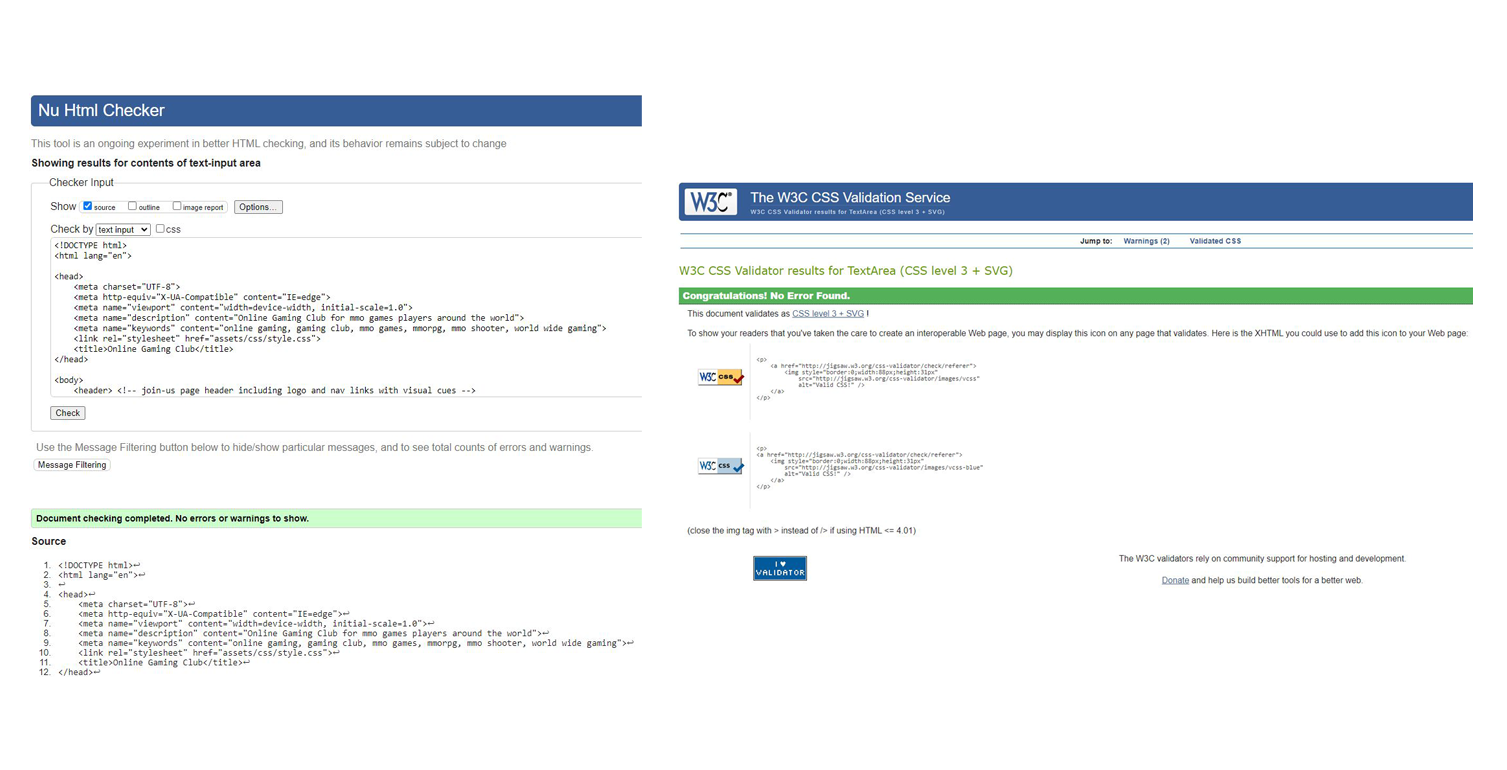 Nu Html Checker
This tool is an ongoing experiment in better HTML checking, and its behavior remains subject to change
Showing results for contents of text-input area
Checker Input
Show source outline image report Options...
Check by text input css
<!DOCTYPE html>
<html lang="en">
<head>
<meta charset="UTF-8">
<meta http-equiv="X-UA-Compatible" content="IE=edge">
<meta name="viewport" content="width=device-width, initial-scale=1.0">
<meta name="description" content="Online Gaming Club for mmo games players around the world">
<meta name="keywords" content="online gaming, gaming club, mmo games, mmorpg, mmo shooter, world wide gaming">
<link rel="stylesheet" href="assets/css/style.css">
<title>Online Gaming Club</title>
</head>
<body>
<header> <!-- join-us page header including logo and nav links with visual cues -->
Check
Use the Message Filtering button below to hide/show particular messages, and to see total counts of errors and warnings.
Message Filtering
Document checking completed. No errors or warnings to show.
Source
1. <!DOCTYPE html>↩
2. <html lang="en">↩
3. ↩
4. <head>↩
5. <meta charset="UTF-8">↩
6. <meta http-equiv="X-UA-Compatible" content="IE=edge">↩
7. <meta name="viewport" content="width=device-width, initial-scale=1.0">↩
8. <meta name="description" content="Online Gaming Club for mmo games players around the world">↩
9. <meta name="keywords" content="online gaming, gaming club, mmo games, mmorpg, mmo shooter, world wide gaming">↩
10. <link rel="stylesheet" href="assets/css/style.css">↩
11. <title>Online Gaming Club</title>↩
12. </head>↩
W3C® The W3C CSS Validation Service
W3C CSS Validator results for TextArea (CSS level 3 + SVG)
Jump to: Warnings (2) Validated CSS
W3C CSS Validator results for TextArea (CSS level 3 + SVG)
Congratulations! No Error Found.
This document validates as CSS level 3 + SVG !
To show your readers that you've taken the care to create an interoperable Web page, you may display this icon on any page that validates. Here is the XHTML you could use to add this icon to your Web page:
W3C css
<p>
<a href="http://jigsaw.w3.org/css-validator/check/referer">
<img style="border:0;width:88px;height:31px"
src="http://jigsaw.w3.org/css-validator/images/vcss"
alt="Valid CSS!" />
</a>
</p>
W3C css
<p>
<a href="http://jigsaw.w3.org/css-validator/check/referer">
<img style="border:0;width:88px;height:31px"
src="http://jigsaw.w3.org/css-validator/images/vcss-blue"
alt="Valid CSS!" />
</a>
</p>
(close the img tag with > instead of /> if using HTML <= 4.01)
I ♥
VALIDATOR
The W3C validators rely on community support for hosting and development.
Donate and help us build better tools for a better web.